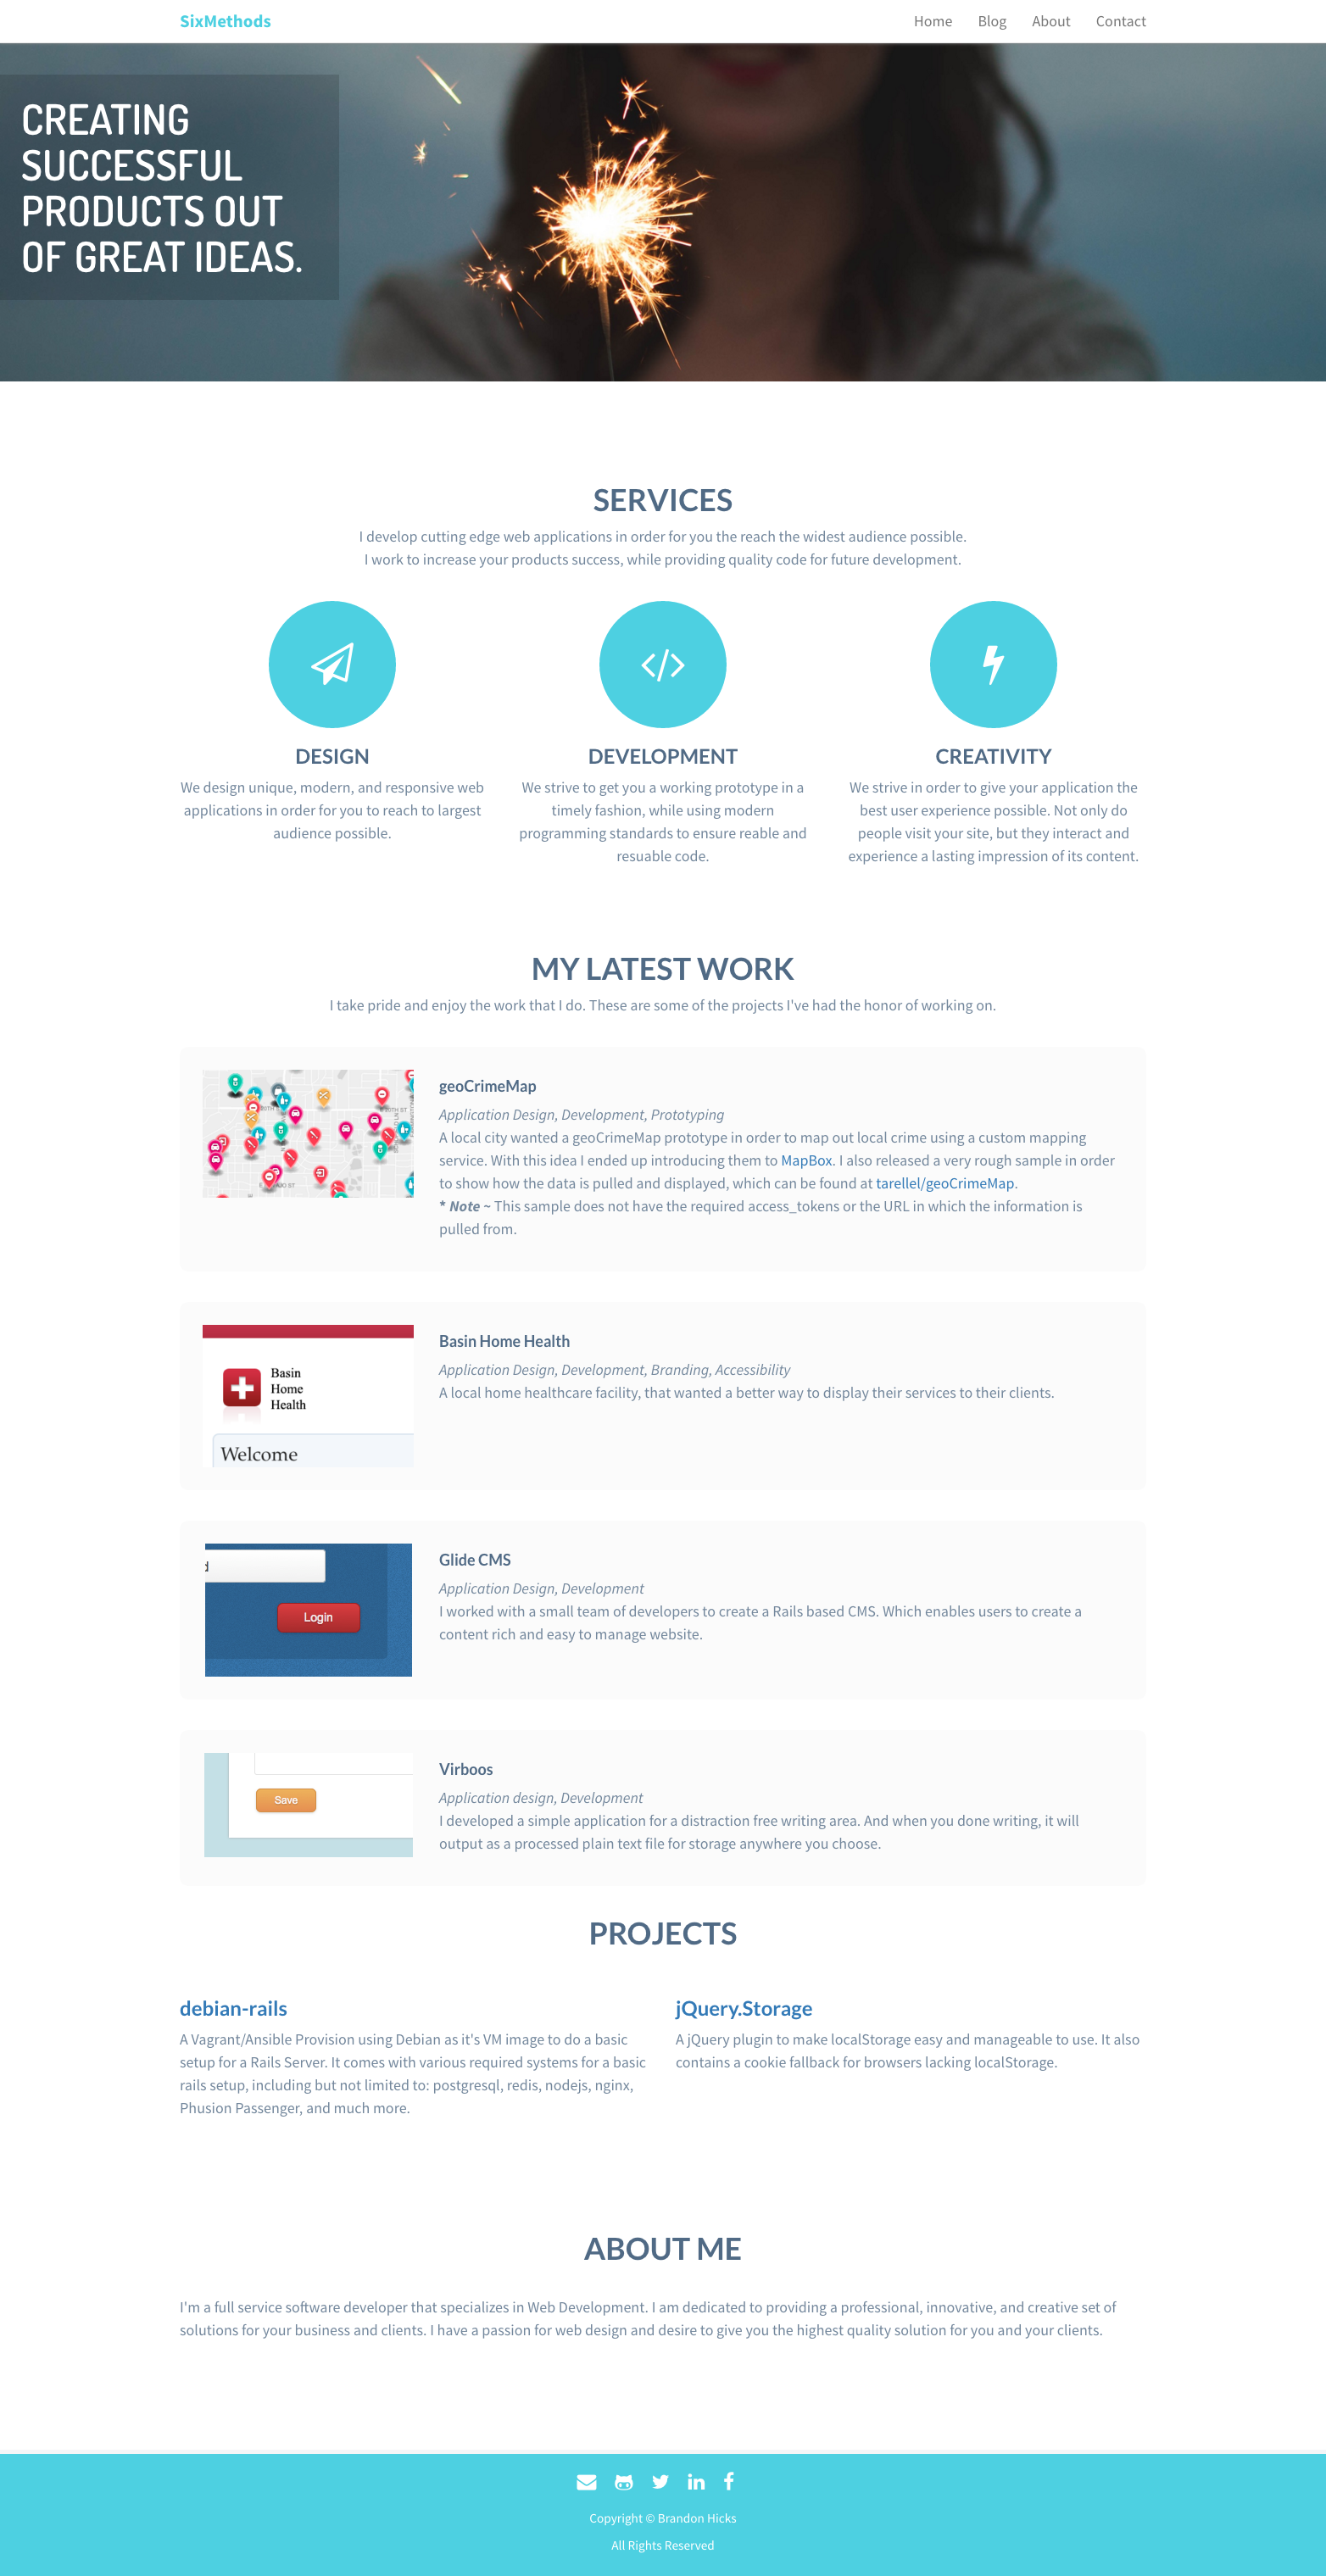 SixMethods
Home Blog About Contact
CREATING
SUCCESSFUL
PRODUCTS OUT
OF GREAT IDEAS.
SERVICES
I develop cutting edge web applications in order for you the reach the widest audience possible.
I work to increase your products success, while providing quality code for future development.
DESIGN
We design unique, modern, and responsive web
applications in order for you to reach to largest
audience possible.
DEVELOPMENT
We strive to get you a working prototype in a
timely fashion, while using modern
programming standards to ensure reable and
resuable code.
CREATIVITY
We strive in order to give your application the
best user experience possible. Not only do
people visit your site, but they interact and
experience a lasting impression of its content.
MY LATEST WORK
I take pride and enjoy the work that I do. These are some of the projects I've had the honor of working on.
geoCrimeMap
Application Design, Development, Prototyping
A local city wanted a geoCrimeMap prototype in order to map out local crime using a custom mapping
service. With this idea I ended up introducing them to MapBox. I also released a very rough sample in order
to show how the data is pulled and displayed, which can be found at tarellel/geoCrimeMap.
* Note ~ This sample does not have the required access_tokens or the URL in which the information is
pulled from.
Basin
Home
Health
Welcome
Basin Home Health
Application Design, Development, Branding, Accessibility
A local home healthcare facility, that wanted a better way to display their services to their clients.
Login
Glide CMS
Application Design, Development
I worked with a small team of developers to create a Rails based CMS. Which enables users to create a
content rich and easy to manage website.
Save
Virboos
Application design, Development
I developed a simple application for a distraction free writing area. And when you done writing, it will
output as a processed plain text file for storage anywhere you choose.
PROJECTS
debian-rails
A Vagrant/Ansible Provision using Debian as it's VM image to do a basic
setup for a Rails Server. It comes with various required systems for a basic
rails setup, including but not limited to: postgresql, redis, nodejs, nginx,
Phusion Passenger, and much more.
jQuery.Storage
A jQuery plugin to make localStorage easy and manageable to use. It also
contains a cookie fallback for browsers lacking localStorage.
ABOUT ME
I'm a full service software developer that specializes in Web Development. I am dedicated to providing a professional, innovative, and creative set of
solutions for your business and clients. I have a passion for web design and desire to give you the highest quality solution for you and your clients.
Copyright © Brandon Hicks
All Rights Reserved